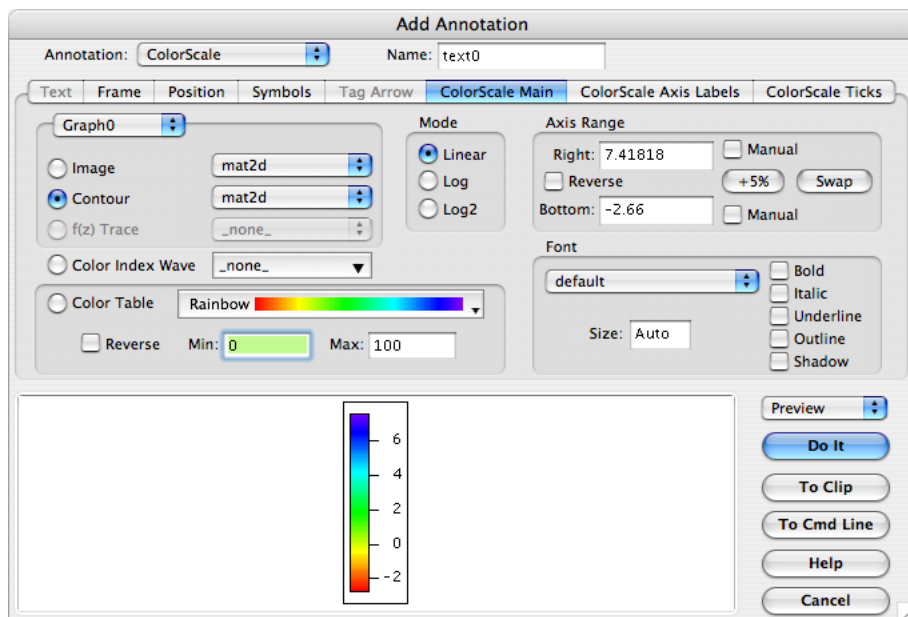 Add Annotation
Annotation: ColorScale Name: text0
Text Frame Position Symbols Tag Arrow ColorScale Main ColorScale Axis Labels ColorScale Ticks
Graph0
Image mat2d
Contour mat2d
f(z) Trace _none_
Color Index Wave _none_
Color Table Rainbow
Reverse Min: 0 Max: 100
Mode
Linear
Log
Log2
Axis Range
Right: 7.41818 Manual
Reverse +5% Swap
Bottom: -2.66 Manual
Font
default
Size: Auto
Bold
Italic
Underline
Outline
Shadow
6
4
2
0
-2
Preview
Do It
To Clip
To Cmd Line
Help
Cancel